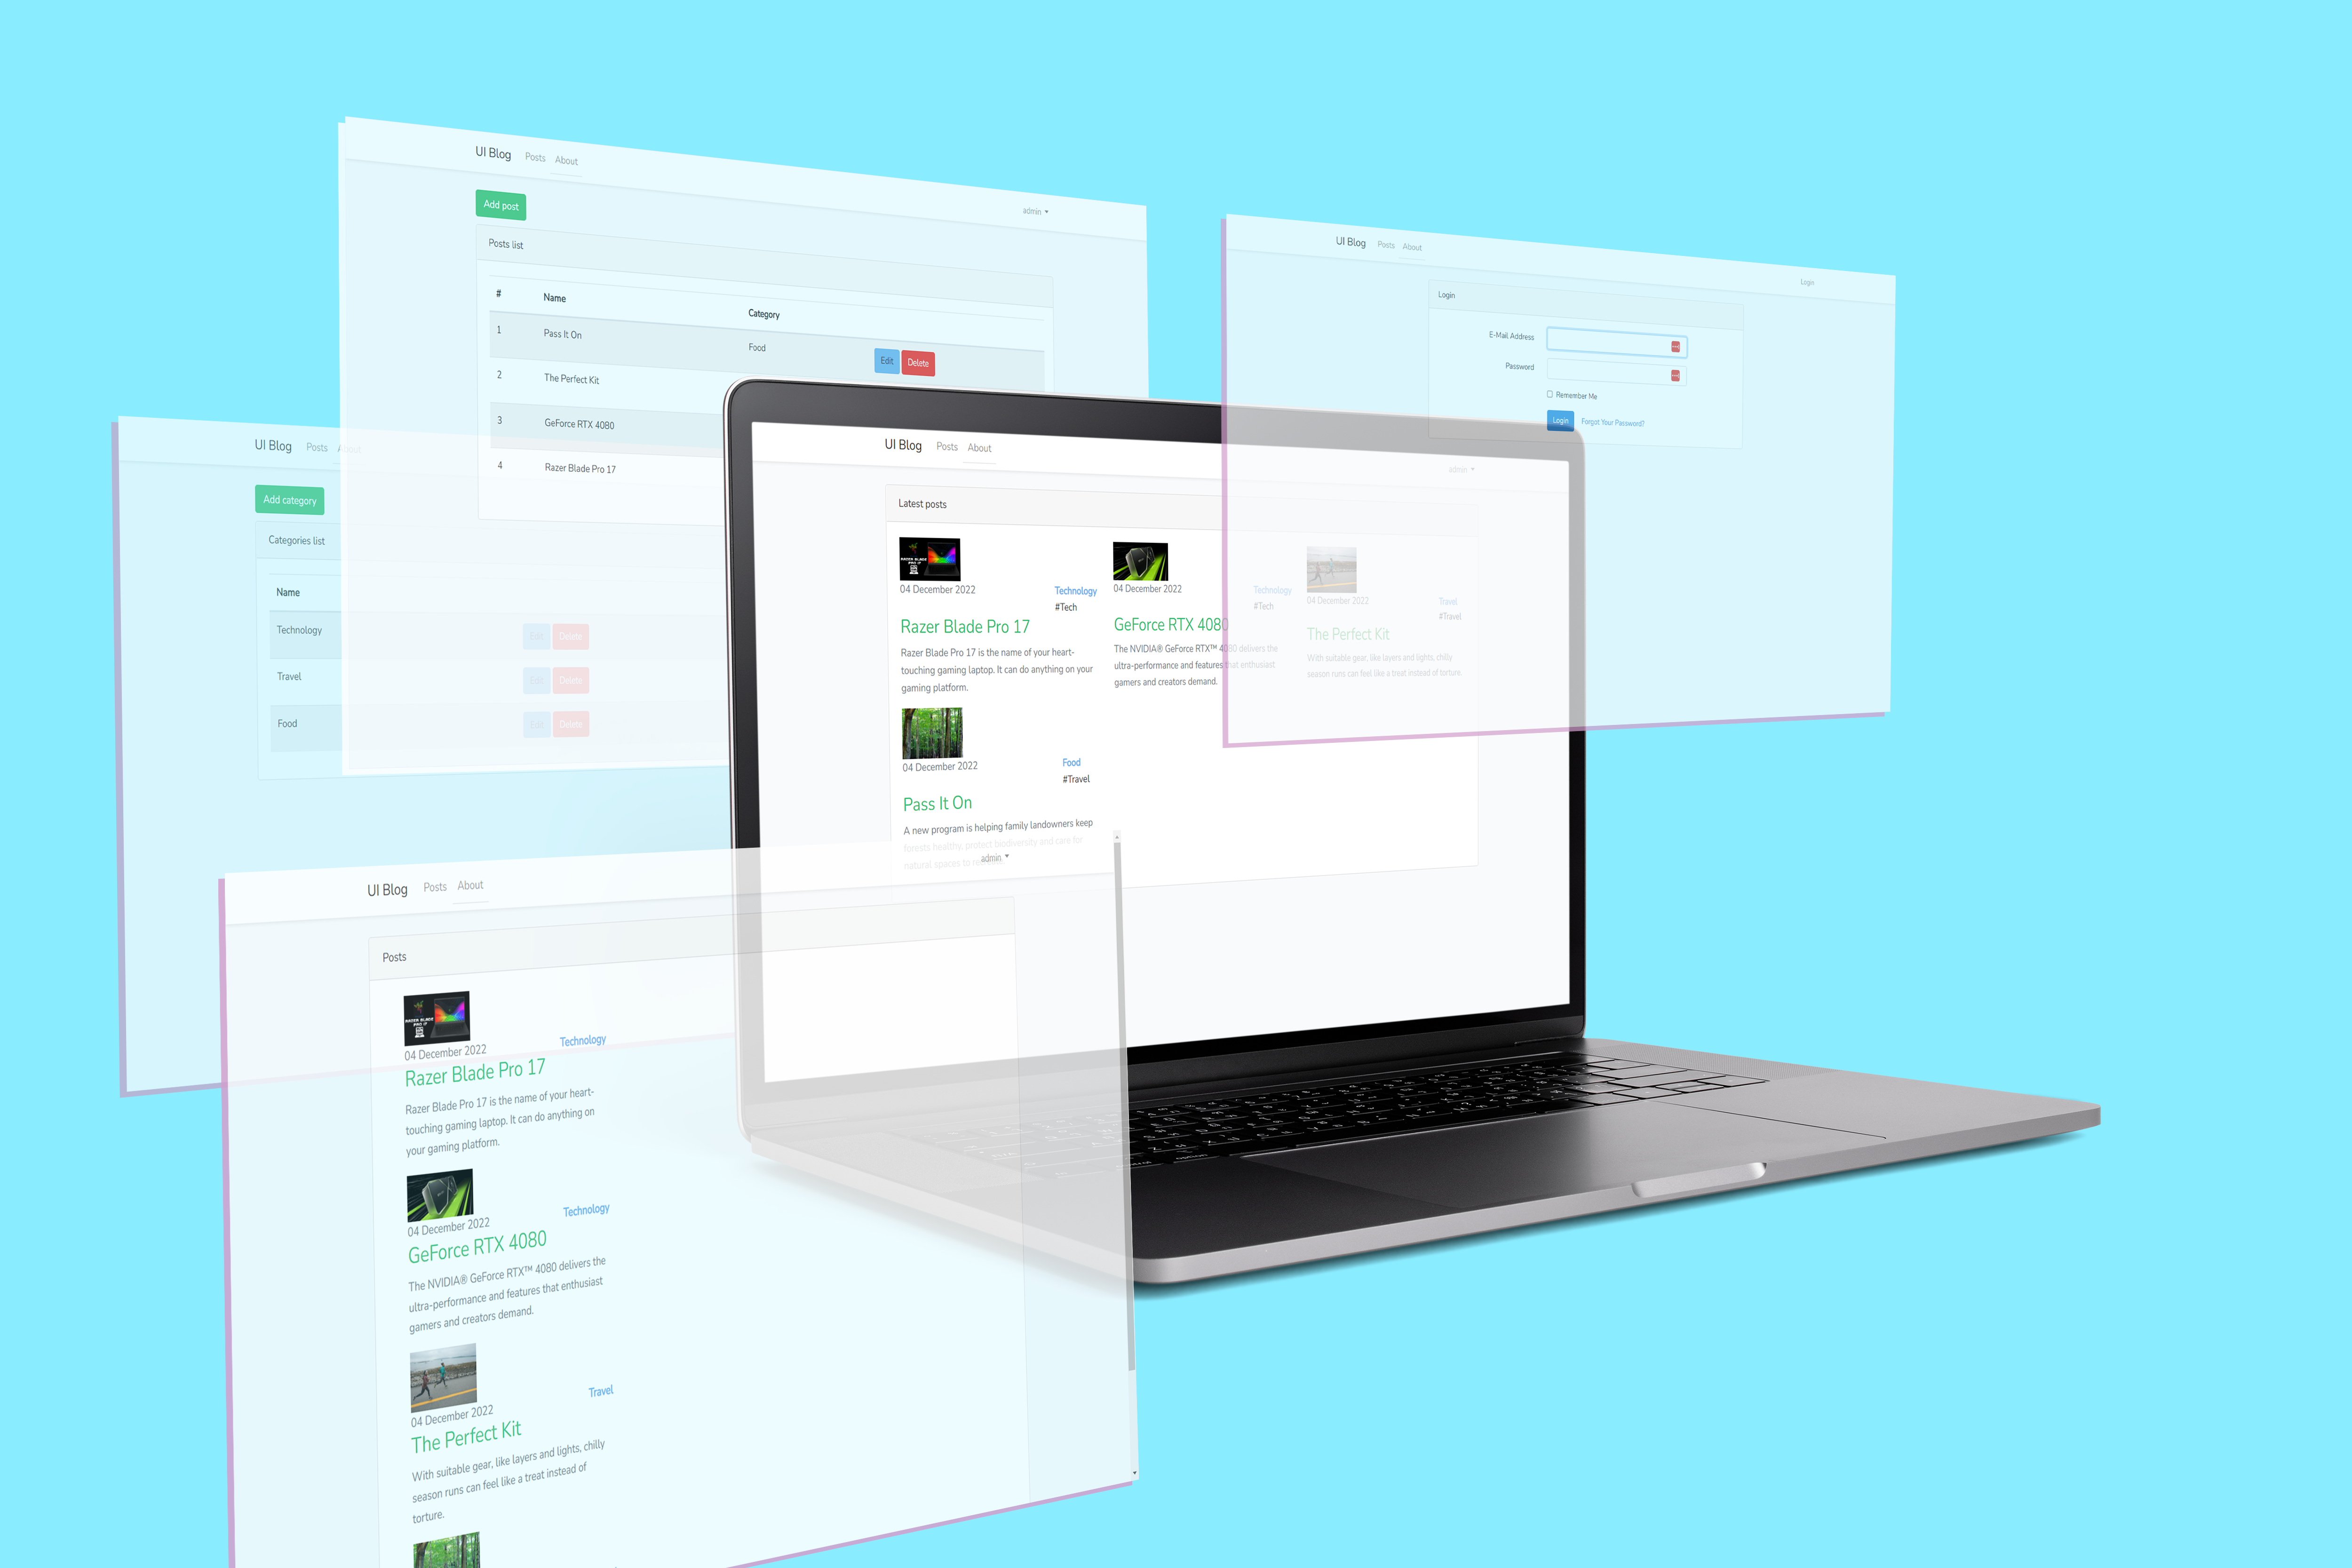 UI Blog Posts About
admin
Add post
Posts list
# Name Category
1 Pass It On Food Edit Delete
2 The Perfect Kit
3 GeForce RTX 4080
4 Razer Blade Pro 17
UI Blog Posts About
Login
Login
E-Mail Address
Password
Remember Me
Login Forgot Your Password?
UI Blog Posts About
Add category
Categories list
Name
Technology Edit Delete
Travel Edit Delete
Food Edit Delete
UI Blog Posts About
admin
Latest posts
04 December 2022
Technology
#Tech
Razer Blade Pro 17
Razer Blade Pro 17 is the name of your heart-
touching gaming laptop. It can do anything on your
gaming platform.
04 December 2022
Technology
#Tech
GeForce RTX 4080
The NVIDIA® GeForce RTX™ 4080 delivers the
ultra-performance and features that enthusiast
gamers and creators demand.
04 December 2022
Travel
#Travel
The Perfect Kit
With suitable gear, like layers and lights, chilly
season runs can feel like a treat instead of torture.
04 December 2022
Food
#Travel
Pass It On
A new program is helping family landowners keep
forests healthy, protect biodiversity and care for
natural spaces to
UI Blog Posts About
admin
Posts
RAZER BLADE
PRO 17
04 December 2022
Technology
Razer Blade Pro 17
Razer Blade Pro 17 is the name of your heart-
touching gaming laptop. It can do anything on
your gaming platform.
04 December 2022
Technology
GeForce RTX 4080
The NVIDIA® GeForce RTX™ 4080 delivers the
ultra-performance and features that enthusiast
gamers and creators demand.
04 December 2022
Travel
The Perfect Kit
With suitable gear, like layers and lights, chilly
season runs can feel like a treat instead of
torture.